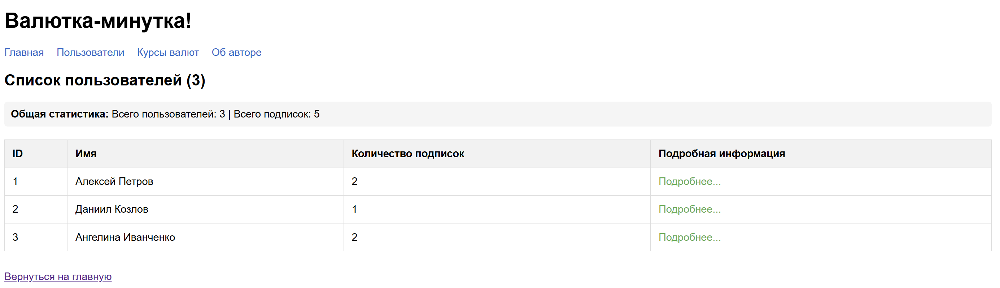 Валютка-минутка!
Главная Пользователи Курсы валют Об авторе
Список пользователей (3)
Общая статистика: Всего пользователей: 3 | Всего подписок: 5
ID Имя Количество подписок Подробная информация
1 Алексей Петров 2 Подробнее...
2 Даниил Козлов 1 Подробнее...
3 Ангелина Иванченко 2 Подробнее...
Вернуться на главную